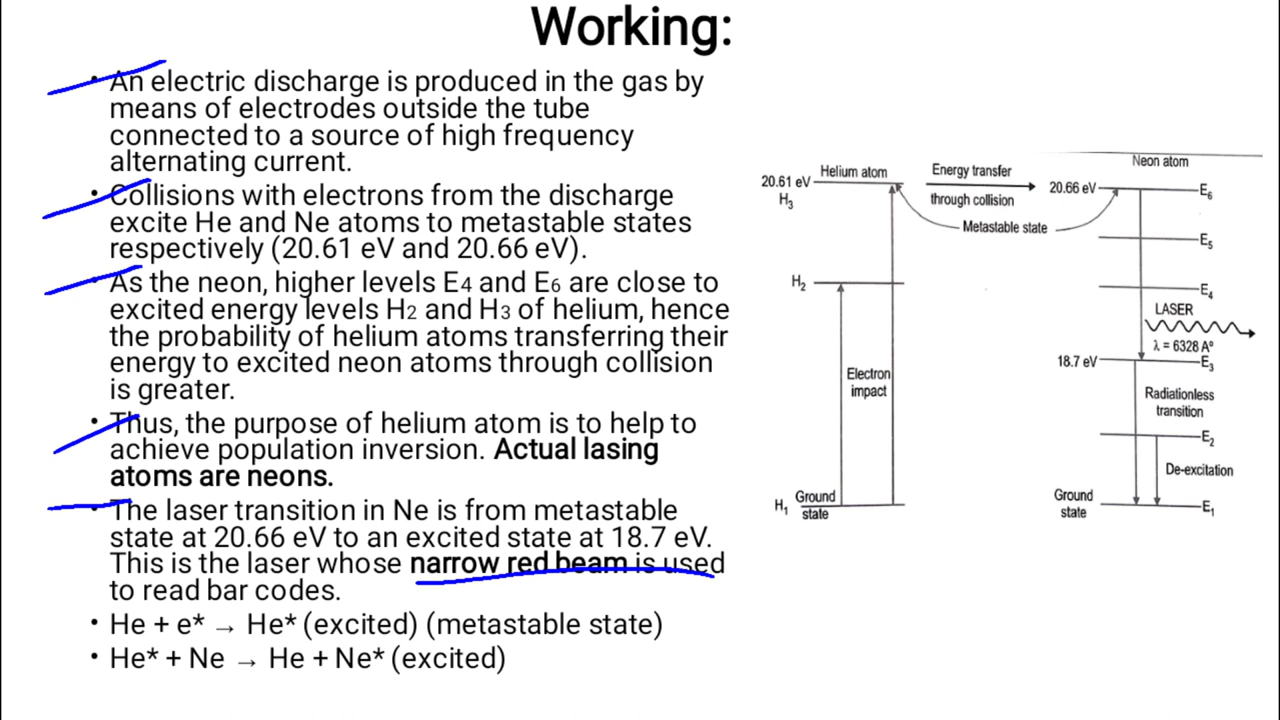 Working:
• An electric discharge is produced in the gas by
means of electrodes outside the tube
connected to a source of high frequency
alternating current.
• Collisions with electrons from the discharge
excite He and Ne atoms to metastable states
respectively (20.61 eV and 20.66 eV).
• As the neon, higher levels E4 and E6 are close to
excited energy levels H2 and H3 of helium, hence
the probability of helium atoms transferring their
energy to excited neon atoms through collision
is greater.
• Thus, the purpose of helium atom is to help to
achieve population inversion. Actual lasing
atoms are neons.
• The laser transition in Ne is from metastable
state at 20.66 eV to an excited state at 18.7 eV.
This is the laser whose narrow red beam is used
to read bar codes.
• He + e* → He* (excited) (metastable state)
• He* + Ne → He + Ne* (excited)
Helium atom
20.61 eV
H3
Energy transfer
through collision
Metastable state
Neon atom
20.66 eV
E6
E5
H2
E4
LASER
λ = 6328 A°
18.7 eV
E3
Electron
impact
Radiationless
transition
E2
De-excitation
H1
Ground
state
Ground
state
E1